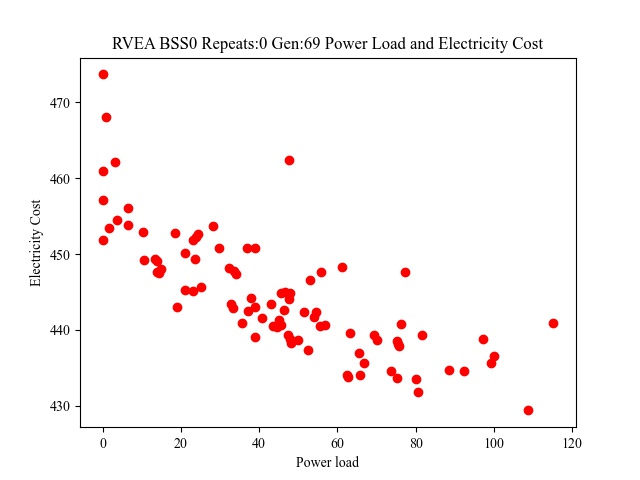 RVEA BSS0 Repeats:0 Gen:69 Power Load and Electricity Cost
470
460
450
440
430
Electricity Cost
0 20 40 60 80 100 120
Power load